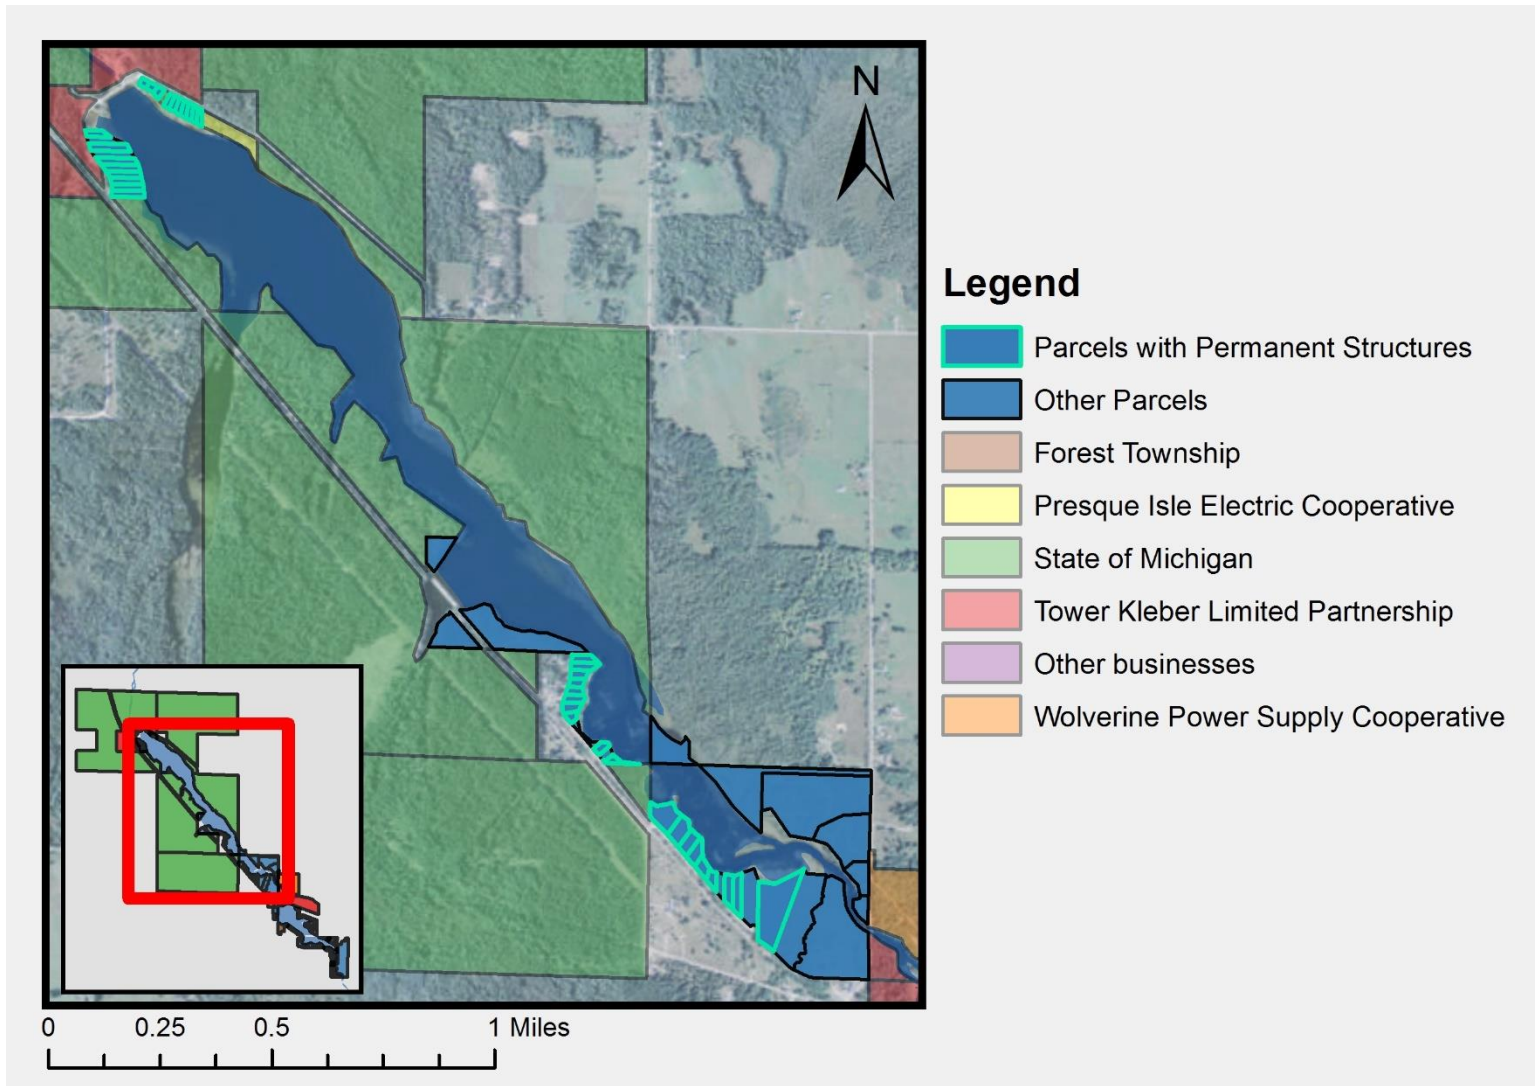 N
Legend
Parcels with Permanent Structures
Other Parcels
Forest Township
Presque Isle Electric Cooperative
State of Michigan
Tower Kleber Limited Partnership
Other businesses
Wolverine Power Supply Cooperative
0 0.25 0.5 1 Miles